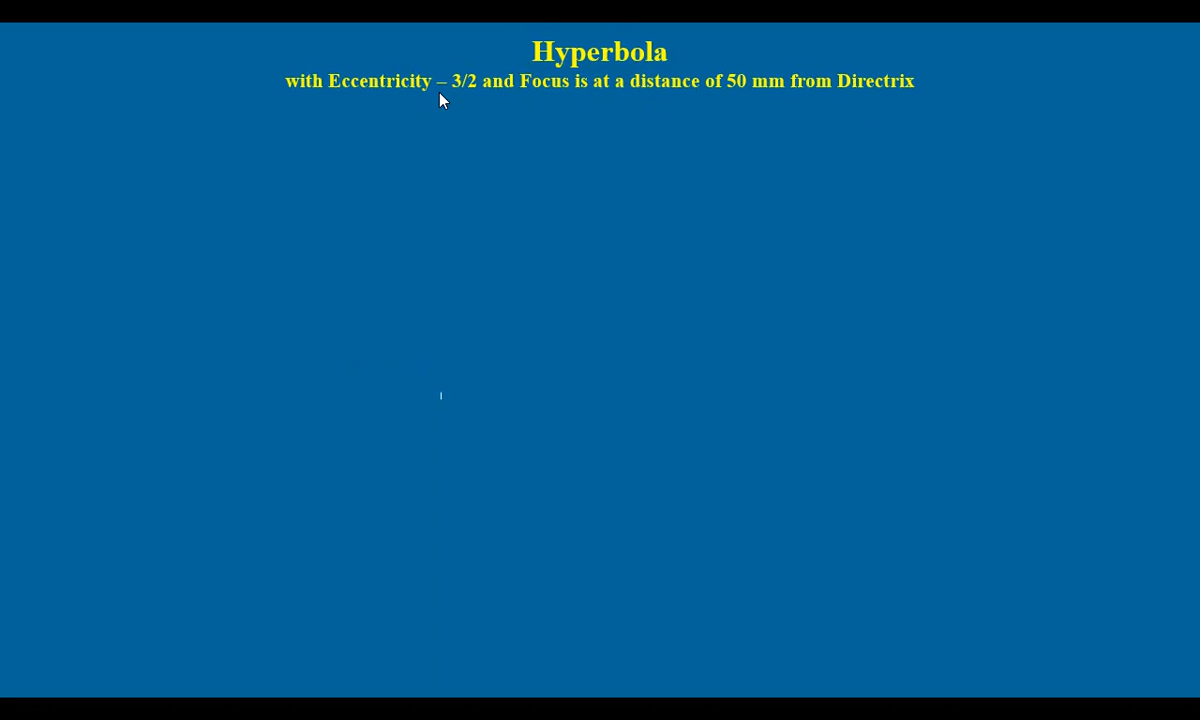 Hyperbola
with Eccentricity – 3/2 and Focus is at a distance of 50 mm from Directrix